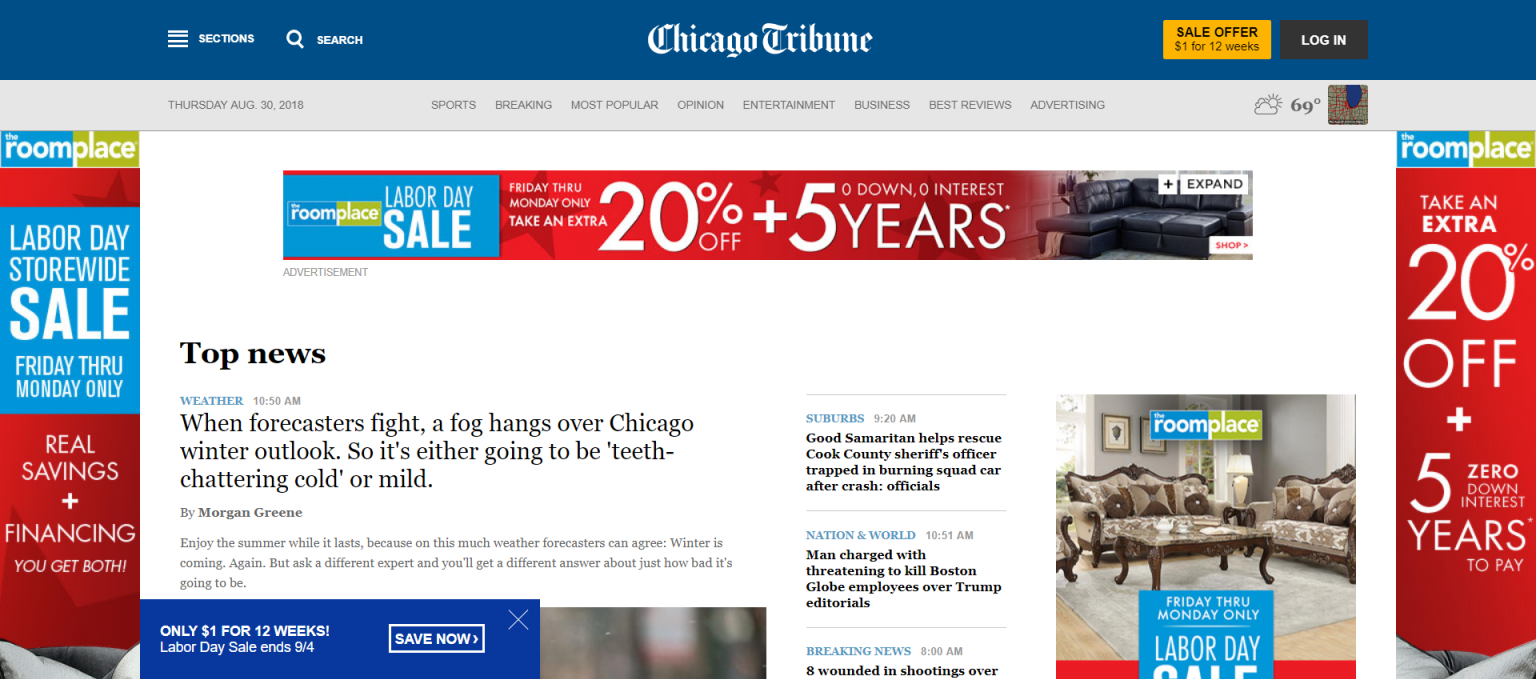 SECTIONS
SEARCH
Chicago Tribune
SALE OFFER
$1 for 12 weeks
LOG IN
THURSDAY AUG. 30, 2018
SPORTS
BREAKING
MOST POPULAR
OPINION
ENTERTAINMENT
BUSINESS
BEST REVIEWS
ADVERTISING
69°
the
roomplace
LABOR DAY
STOREWIDE
SALE
FRIDAY THRU
MONDAY ONLY
REAL
SAVINGS
+
FINANCING
YOU GET BOTH!
the
roomplace
LABOR DAY
SALE
FRIDAY THRU
MONDAY ONLY
TAKE AN EXTRA
20% OFF
+5 YEARS*
0 DOWN, 0 INTEREST
+ EXPAND
SHOP >
ADVERTISEMENT
Top news
WEATHER 10:50 AM
When forecasters fight, a fog hangs over Chicago
winter outlook. So it's either going to be 'teeth-
chattering cold' or mild.
By Morgan Greene
Enjoy the summer while it lasts, because on this much weather forecasters can agree: Winter is
coming. Again. But ask a different expert and you'll get a different answer about just how bad it's
going to be.
ONLY $1 FOR 12 WEEKS!
Labor Day Sale ends 9/4
SAVE NOW ›
SUBURBS 9:20 AM
Good Samaritan helps rescue
Cook County sheriff's officer
trapped in burning squad car
after crash: officials
NATION & WORLD 10:51 AM
Man charged with
threatening to kill Boston
Globe employees over Trump
editorials
BREAKING NEWS 8:00 AM
8 wounded in shootings over
the
roomplace
FRIDAY THRU
MONDAY ONLY
LABOR DAY
SALE
the
roomplace
TAKE AN
EXTRA
20%
OFF
+
5 ZERO
DOWN
INTEREST
YEARS*
TO PAY